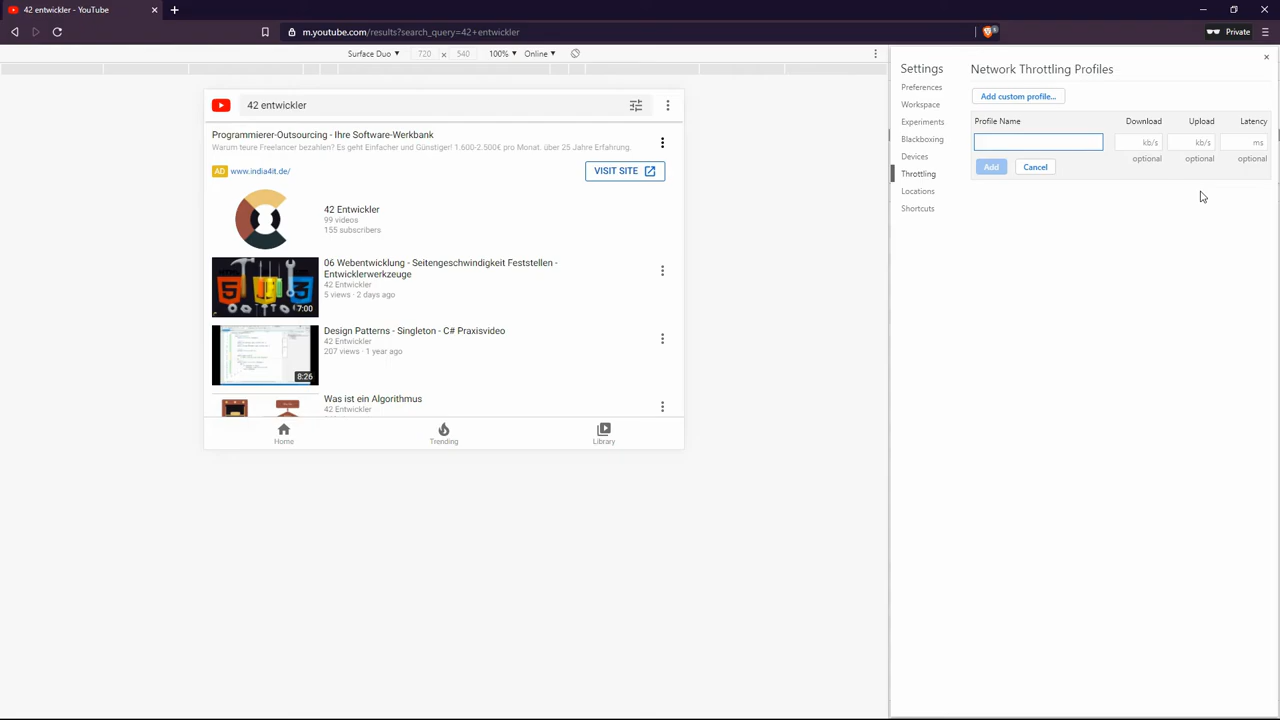 42 entwickler - YouTube
m.youtube.com/results?search_query=42+entwickler
Private
Surface Duo
720 × 540
100%
Online
42 entwickler
Programmierer-Outsourcing - Ihre Software-Werkbank
Warum teure Freelancer bezahlen? Es geht Einfacher und Günstiger! 1.600-2.500€ pro Monat. über 25 Jahre Erfahrung.
AD www.india4it.de/
VISIT SITE
42 Entwickler
99 videos
155 subscribers
06 Webentwicklung - Seitengeschwindigkeit Feststellen -
Entwicklerwerkzeuge
42 Entwickler
5 views · 2 days ago
7:00
Design Patterns - Singleton - C# Praxisvideo
42 Entwickler
207 views · 1 year ago
8:26
Was ist ein Algorithmus
42 Entwickler
Home
Trending
Library
Settings
Preferences
Workspace
Experiments
Blackboxing
Devices
Throttling
Locations
Shortcuts
Network Throttling Profiles
Add custom profile...
Profile Name
Download
Upload
Latency
kb/s
kb/s
ms
optional
optional
optional
Add
Cancel